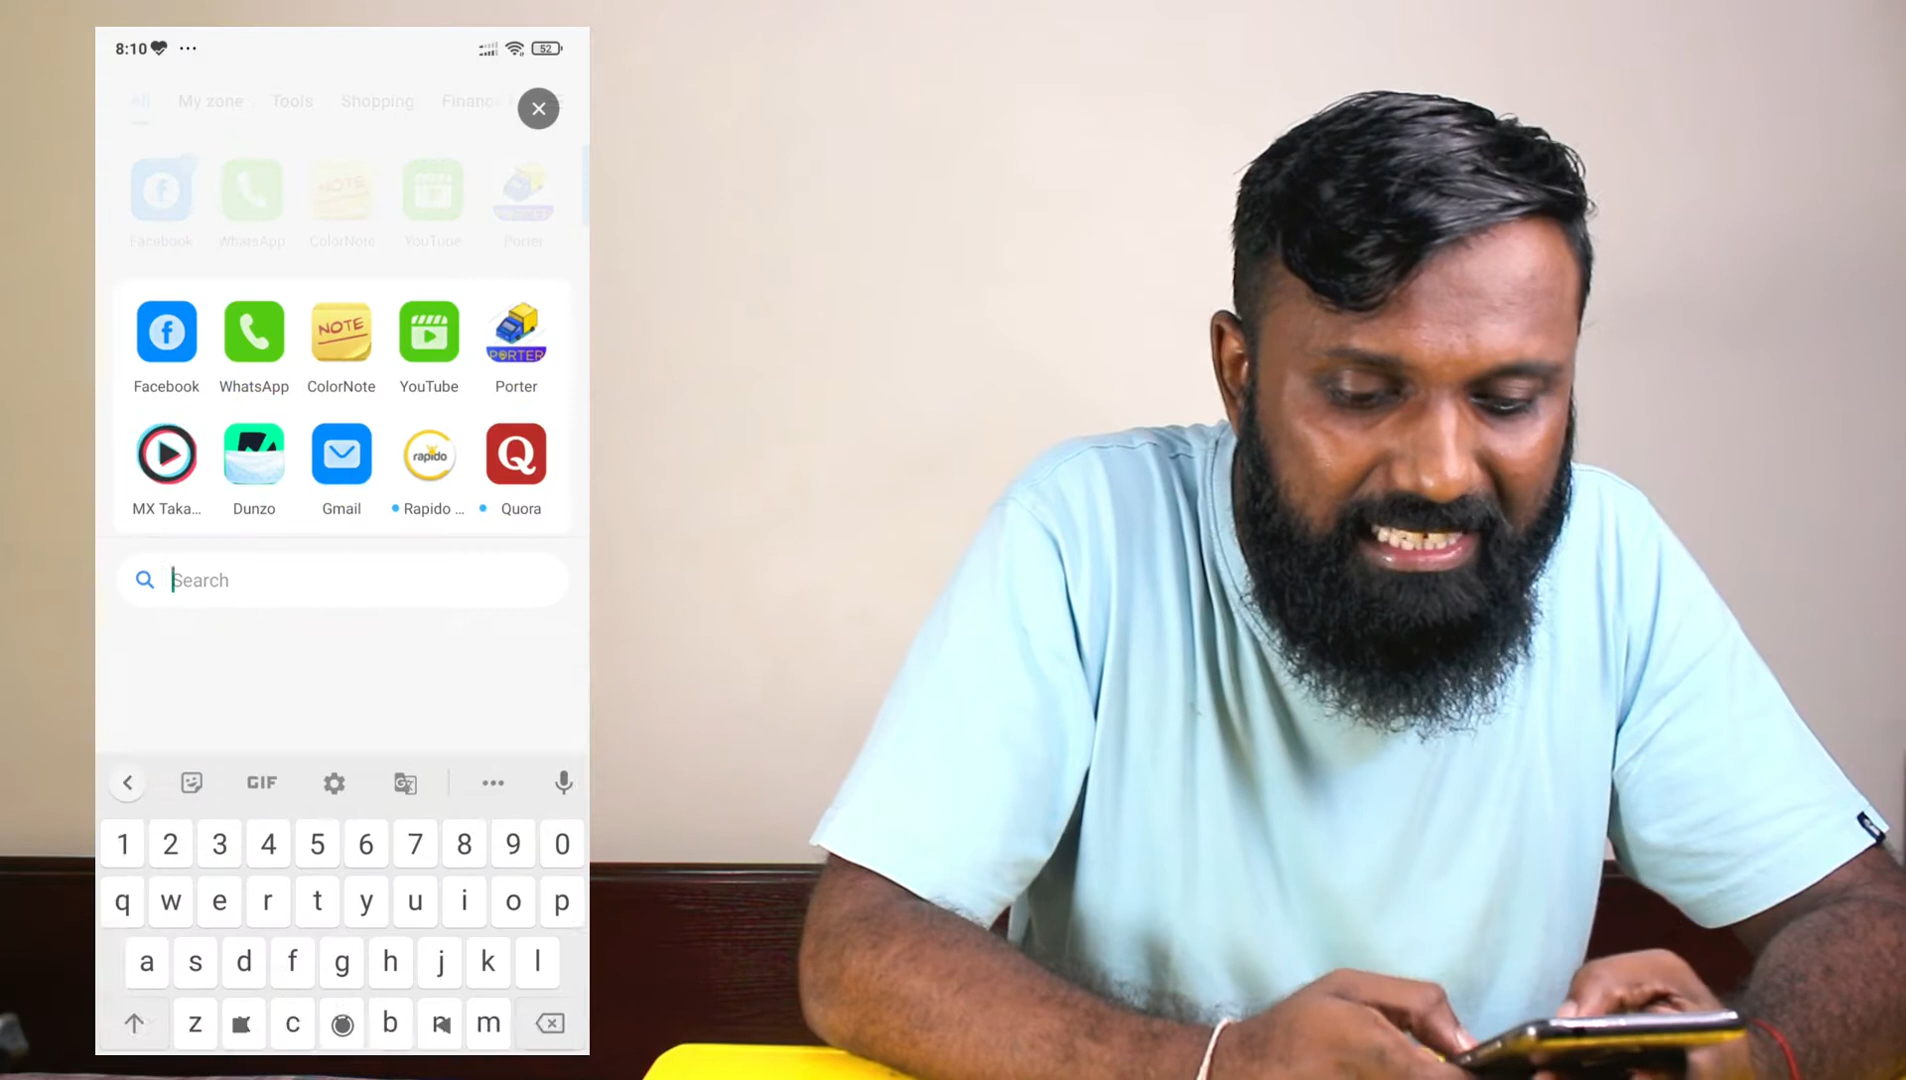 8:10 ... 52
All My zone Tools Shopping Finance
Facebook WhatsApp ColorNote YouTube Porter
NOTE PORTER
Facebook WhatsApp ColorNote YouTube Porter
rapido Q
MX Taka... Dunzo Gmail Rapido ... Quora
Search
GIF
1 2 3 4 5 6 7 8 9 0
q w e r t y u i o p
a s d f g h j k l
z c b m